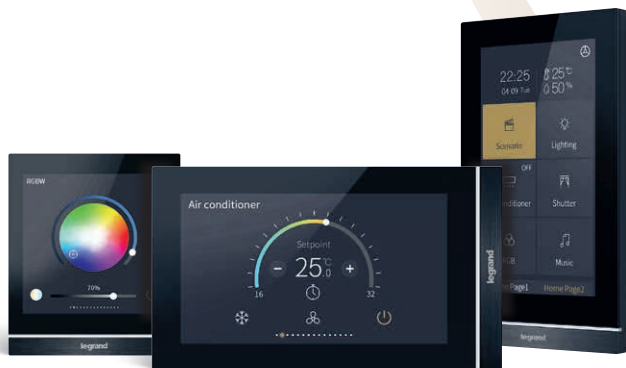 RGBW
70%
legrand
Air conditioner
Setpoint
25.0 °C
16
32
legrand
22:25
04 09 Tue
25 °C
50 %
Scenario
Lighting
OFF
Shutter
Music
Home Page2
legrand